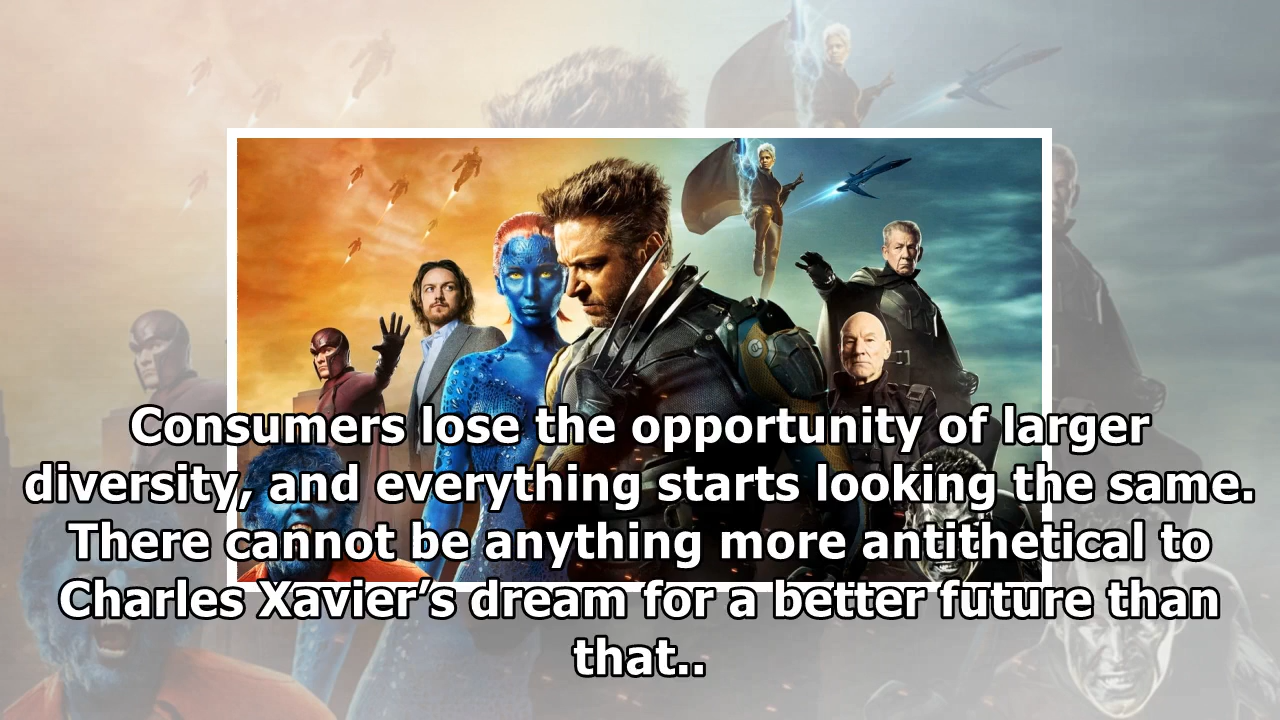 Consumers lose the opportunity of larger
diversity, and everything starts looking the same.
There cannot be anything more antithetical to
Charles Xavier’s dream for a better future than
that..